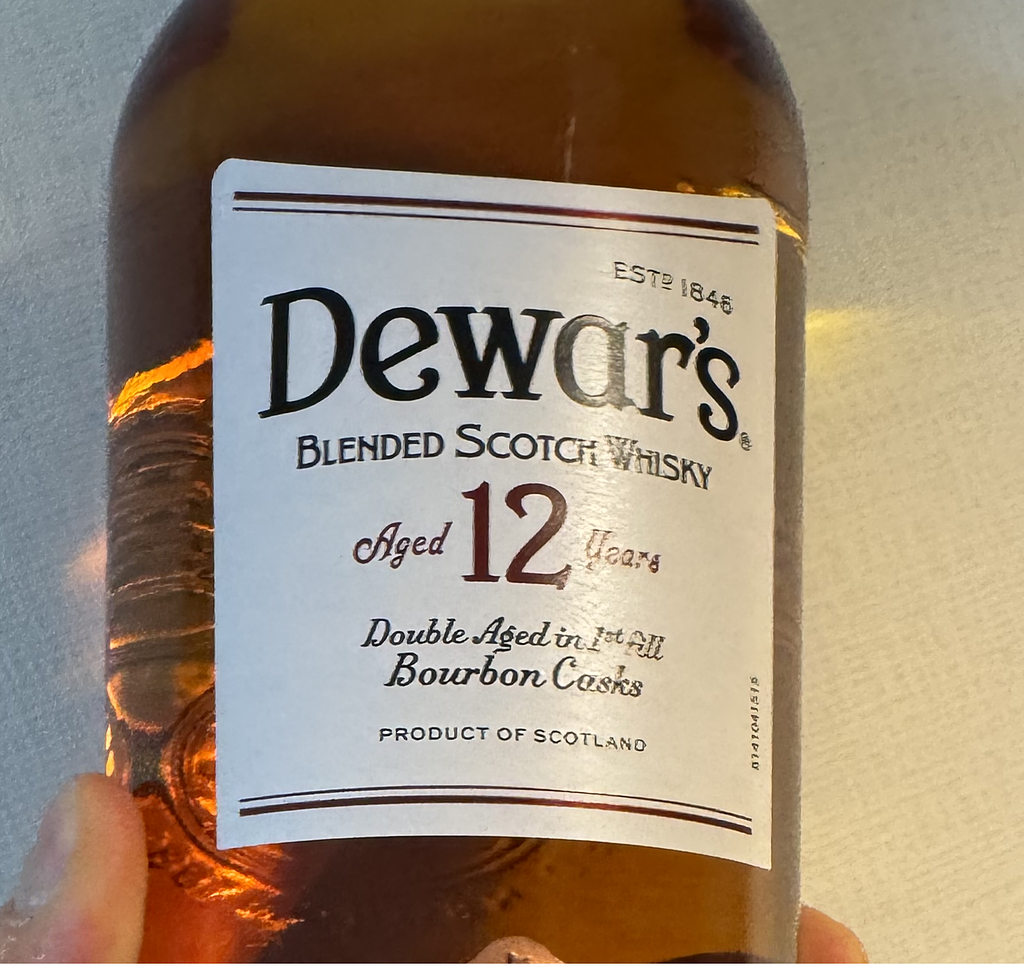 ESTD 1846
Dewar's®
BLENDED SCOTCH WHISKY
Aged 12 Years
Double Aged in 1st fill
Bourbon Casks
PRODUCT OF SCOTLAND